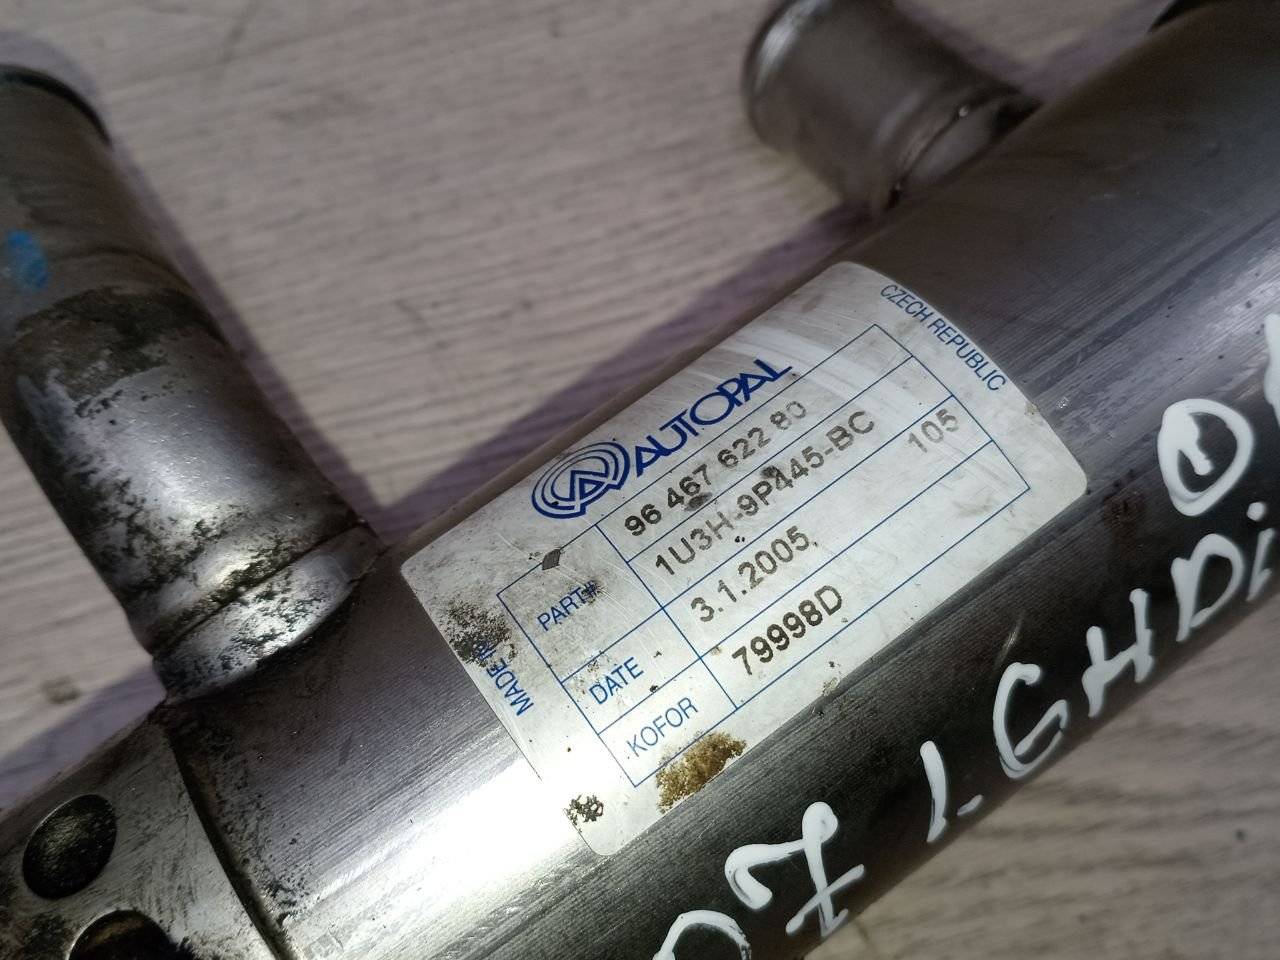 AUTOPAL
CZECH REPUBLIC
MADE IN
PART#
96 467 622 80
1U3H-9P445-BC 105
DATE
3.1.2005
KOFOR
79998D
07 1.6HDi